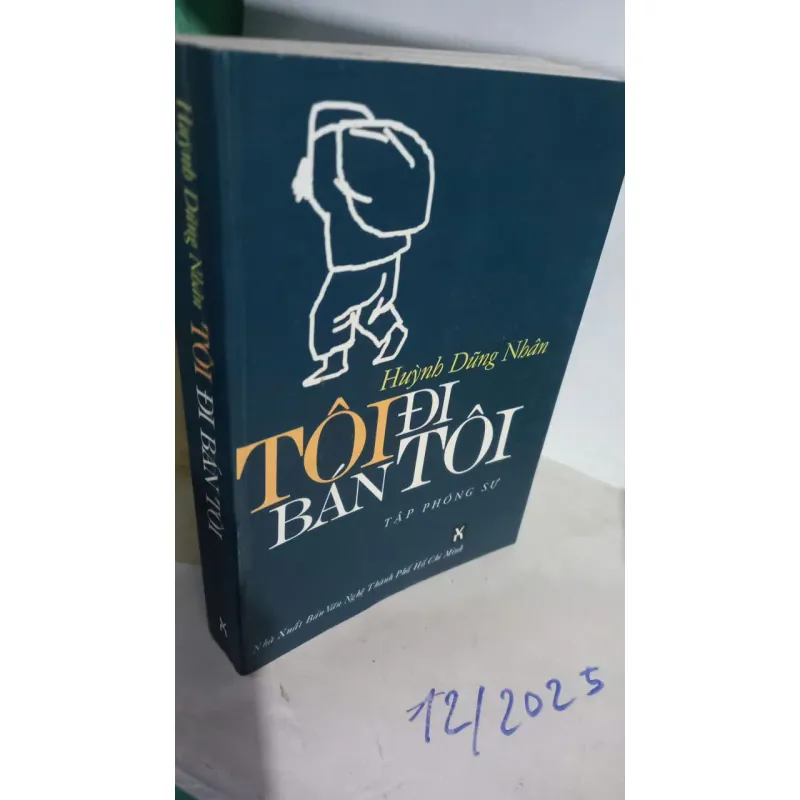 Huỳnh Dũng Nhân TÔI ĐI BÁN TÔI
Huỳnh Dũng Nhân
TÔI ĐI
BÁN TÔI
TẬP PHÓNG SỰ
Nhà Xuất Bản Văn Nghệ Thành Phố Hồ Chí Minh
12/2025